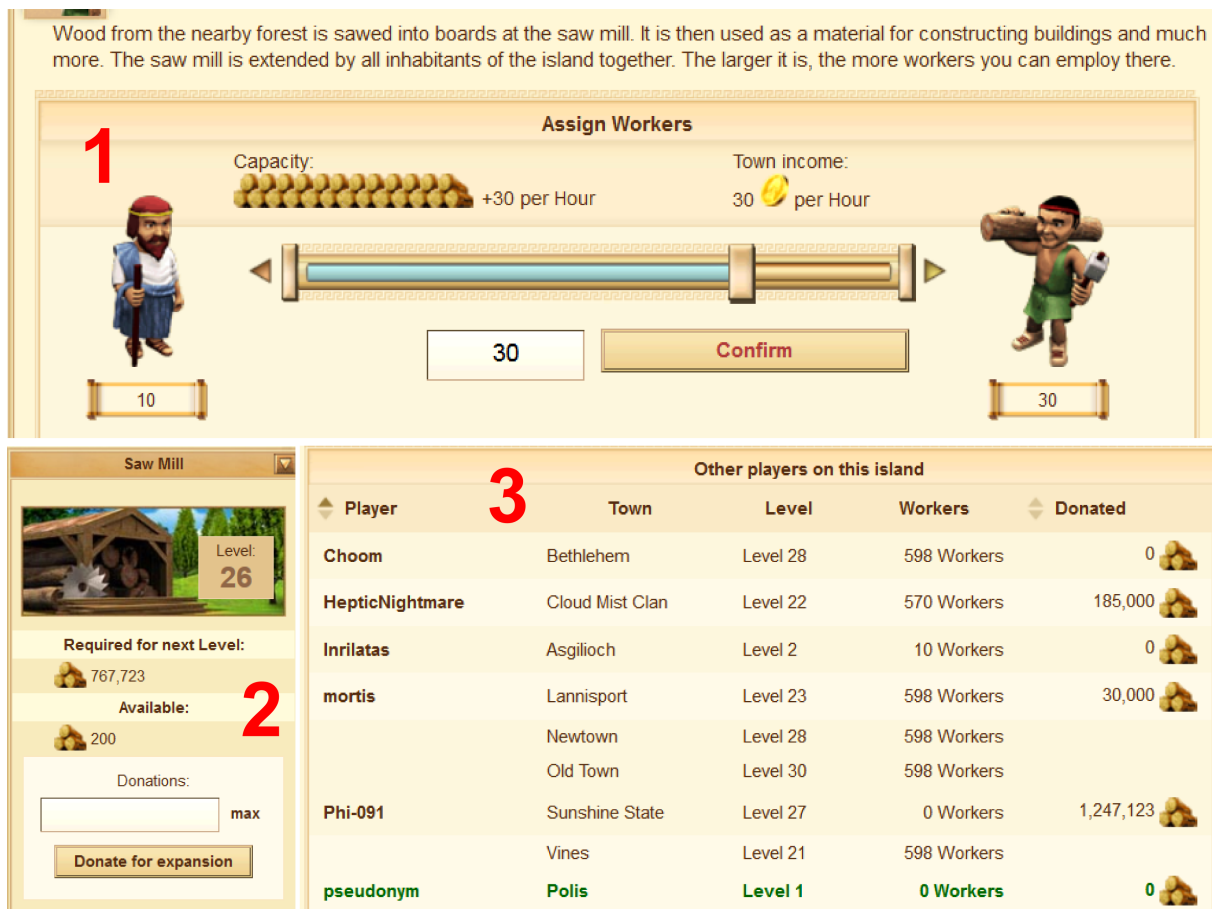 Wood from the nearby forest is sawed into boards at the saw mill. It is then used as a material for constructing buildings and much
more. The saw mill is extended by all inhabitants of the island together. The larger it is, the more workers you can employ there.
Assign Workers
1
Capacity:
+30 per Hour
Town income:
30 per Hour
30
Confirm
10
30
Saw Mill
Level:
26
Required for next Level:
767,723
Available:
200
2
Donations:
max
Donate for expansion
Other players on this island
3
Player Town Level Workers Donated
Choom Bethlehem Level 28 598 Workers 0
HepticNightmare Cloud Mist Clan Level 22 570 Workers 185,000
Inrilatas Asgilioch Level 2 10 Workers 0
mortis Lannisport Level 23 598 Workers 30,000
Newtown Level 28 598 Workers
Old Town Level 30 598 Workers
Phi-091 Sunshine State Level 27 0 Workers 1,247,123
Vines Level 21 598 Workers
pseudonym Polis Level 1 0 Workers 0